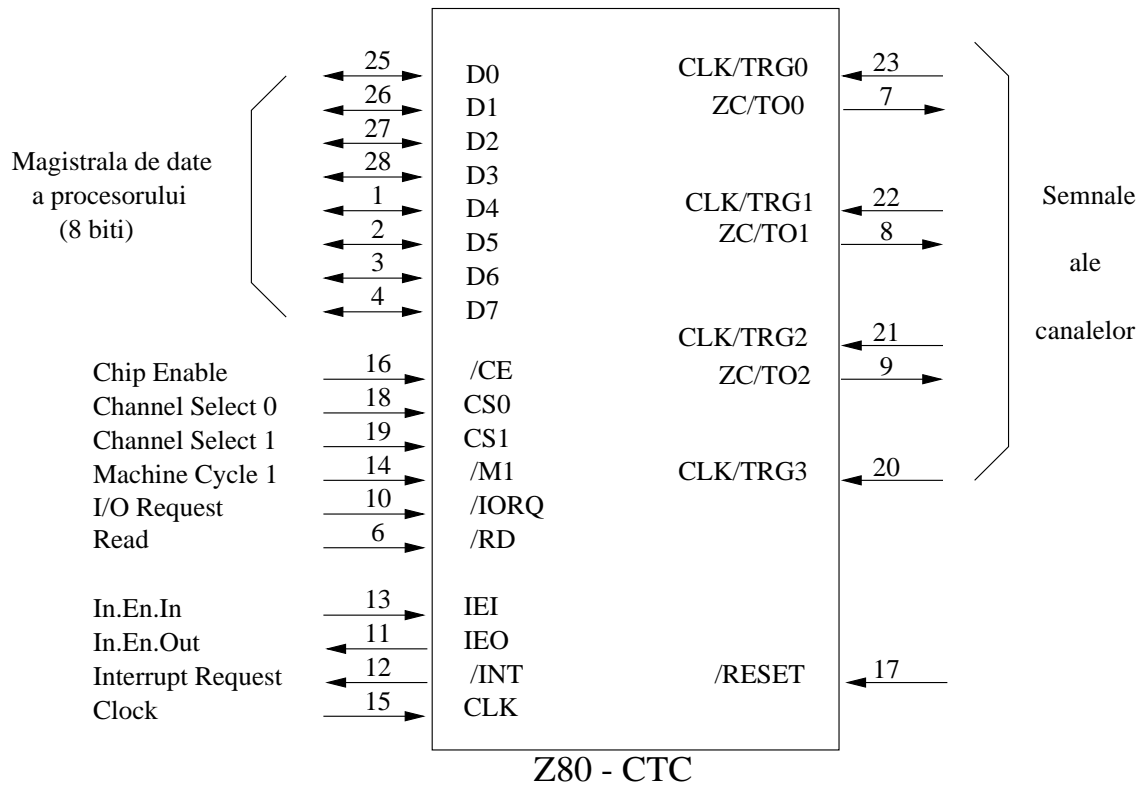 25 D0
26 D1
27 D2
28 D3
1 D4
2 D5
3 D6
4 D7
Magistrala de date
a procesorului
(8 biti)
Chip Enable 16 /CE
Channel Select 0 18 CS0
Channel Select 1 19 CS1
Machine Cycle 1 14 /M1
I/O Request 10 /IORQ
Read 6 /RD
In.En.In 13 IEI
In.En.Out 11 IEO
Interrupt Request 12 /INT
Clock 15 CLK
CLK/TRG0 23
ZC/TO0 7
CLK/TRG1 22
ZC/TO1 8
CLK/TRG2 21
ZC/TO2 9
CLK/TRG3 20
/RESET 17
Semnale
ale
canalelor
Z80 - CTC